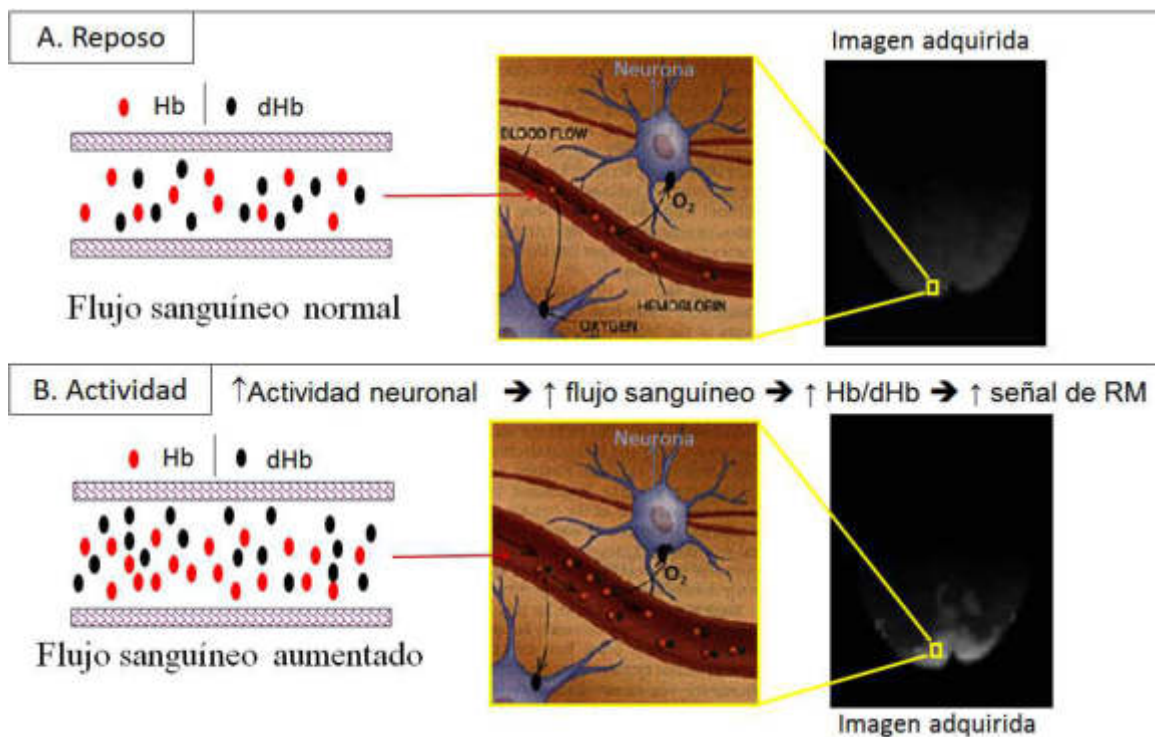 A. Reposo
Imagen adquirida
Hb
dHb
Neurona
BLOOD FLOW
O₂
HEMOGLOBIN
OXYGEN
Flujo sanguíneo normal
B. Actividad
↑Actividad neuronal ➔ ↑ flujo sanguíneo ➔ ↑ Hb/dHb ➔ ↑ señal de RM
Hb
dHb
Neurona
O₂
Flujo sanguíneo aumentado
Imagen adquirida